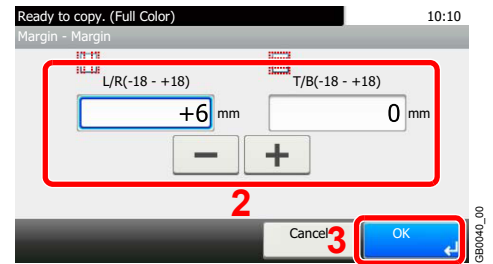 Ready to copy. (Full Color) 10:10
Margin - Margin
L/R(-18 - +18) T/B(-18 - +18)
+6 mm 0 mm
− +
2
Cancel 3 OK
GB0040_00